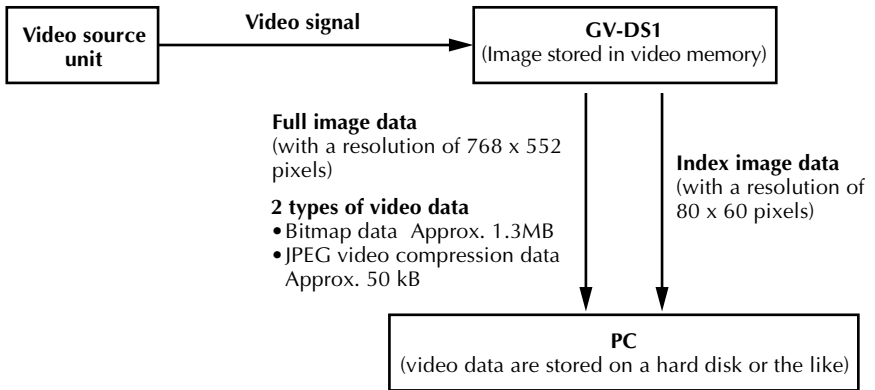 Video source
unit
Video signal
GV-DS1
(Image stored in video memory)
Full image data
(with a resolution of 768 x 552
pixels)
2 types of video data
•Bitmap data Approx. 1.3MB
•JPEG video compression data
Approx. 50 kB
Index image data
(with a resolution of
80 x 60 pixels)
PC
(video data are stored on a hard disk or the like)